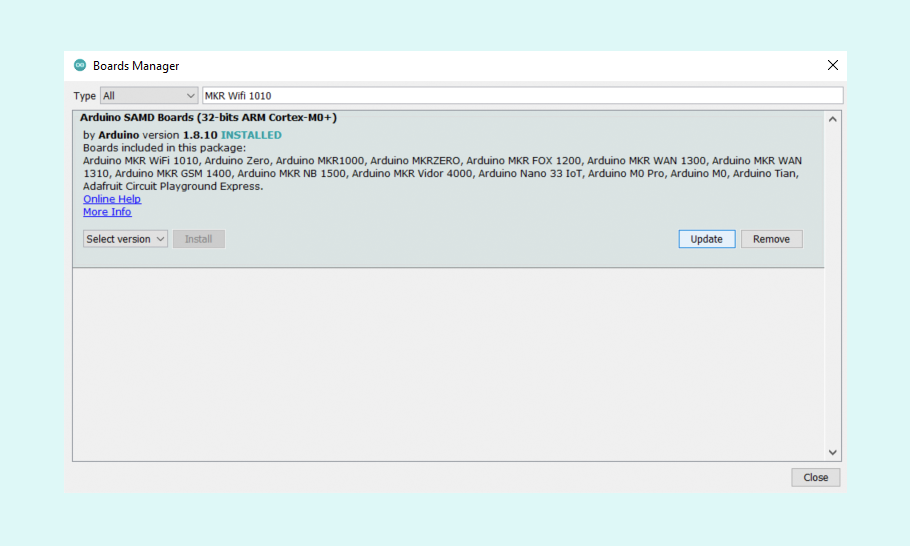 Boards Manager
Type All MKR Wifi 1010
Arduino SAMD Boards (32-bits ARM Cortex-M0+)
by Arduino version 1.8.10 INSTALLED
Boards included in this package:
Arduino MKR WiFi 1010, Arduino Zero, Arduino MKR1000, Arduino MKRZERO, Arduino MKR FOX 1200, Arduino MKR WAN 1300, Arduino MKR WAN
1310, Arduino MKR GSM 1400, Arduino MKR NB 1500, Arduino MKR Vidor 4000, Arduino Nano 33 IoT, Arduino M0 Pro, Arduino M0, Arduino Tian,
Adafruit Circuit Playground Express.
Online Help
More Info
Select version Install Update Remove
Close